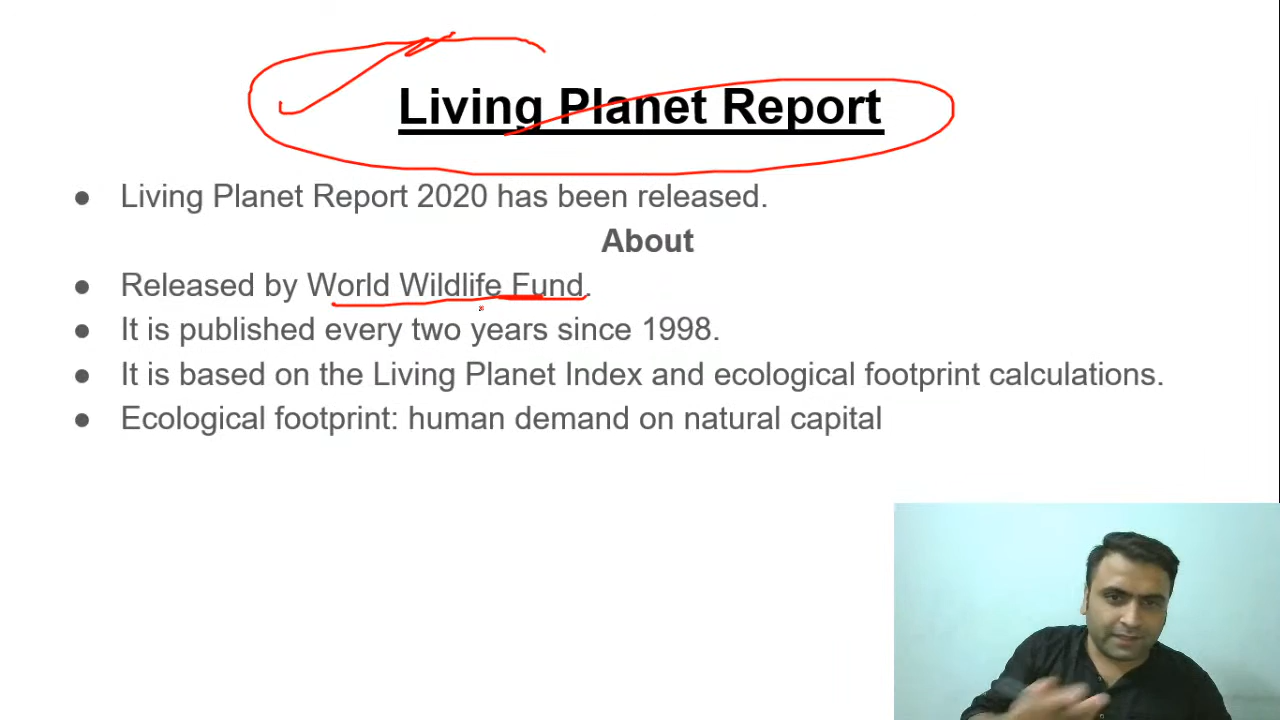 Living Planet Report
● Living Planet Report 2020 has been released.
About
● Released by World Wildlife Fund.
● It is published every two years since 1998.
● It is based on the Living Planet Index and ecological footprint calculations.
● Ecological footprint: human demand on natural capital